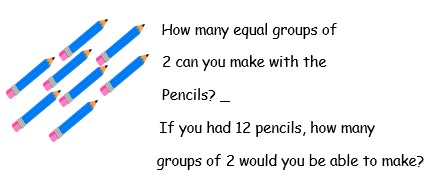 How many equal groups of
2 can you make with the
Pencils? _
If you had 12 pencils, how many
groups of 2 would you be able to make?